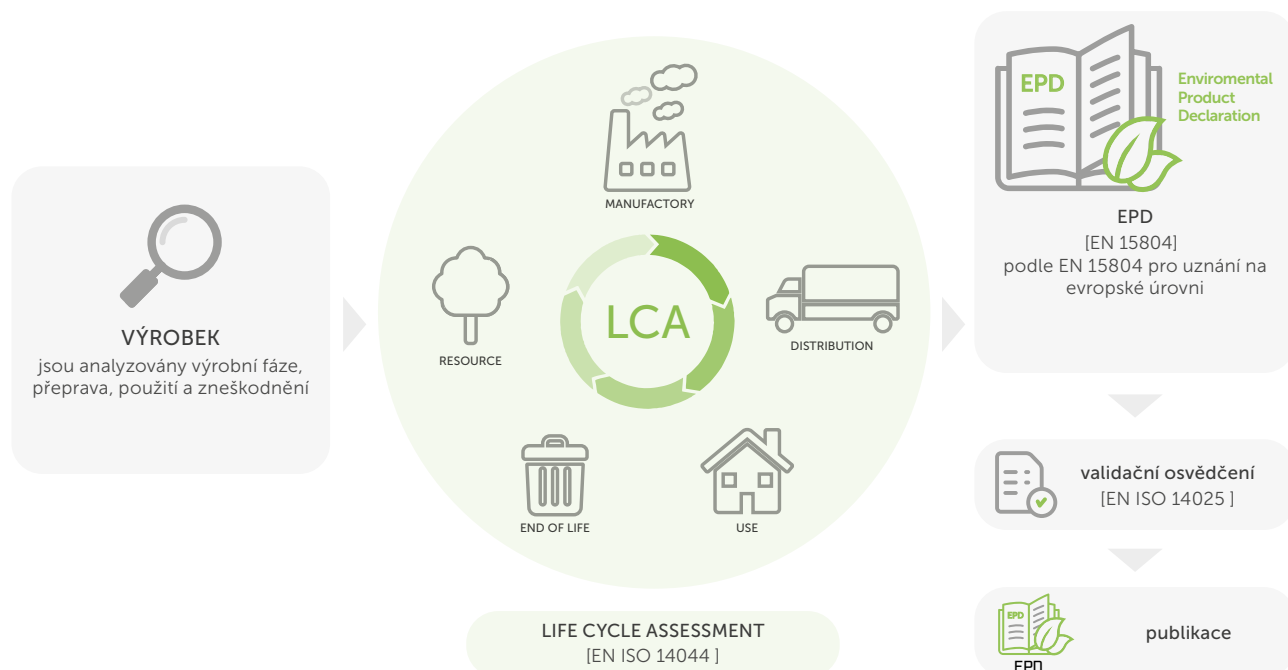 VÝROBEK
jsou analyzovány výrobní fáze,
přeprava, použití a zneškodnění
MANUFACTORY
RESOURCE
LCA
DISTRIBUTION
END OF LIFE
USE
LIFE CYCLE ASSESSMENT
[EN ISO 14044 ]
EPD
Enviromental
Product
Declaration
EPD
[EN 15804]
podle EN 15804 pro uznání na
evropské úrovni
validační osvědčení
[EN ISO 14025 ]
EPD
publikace
EPD